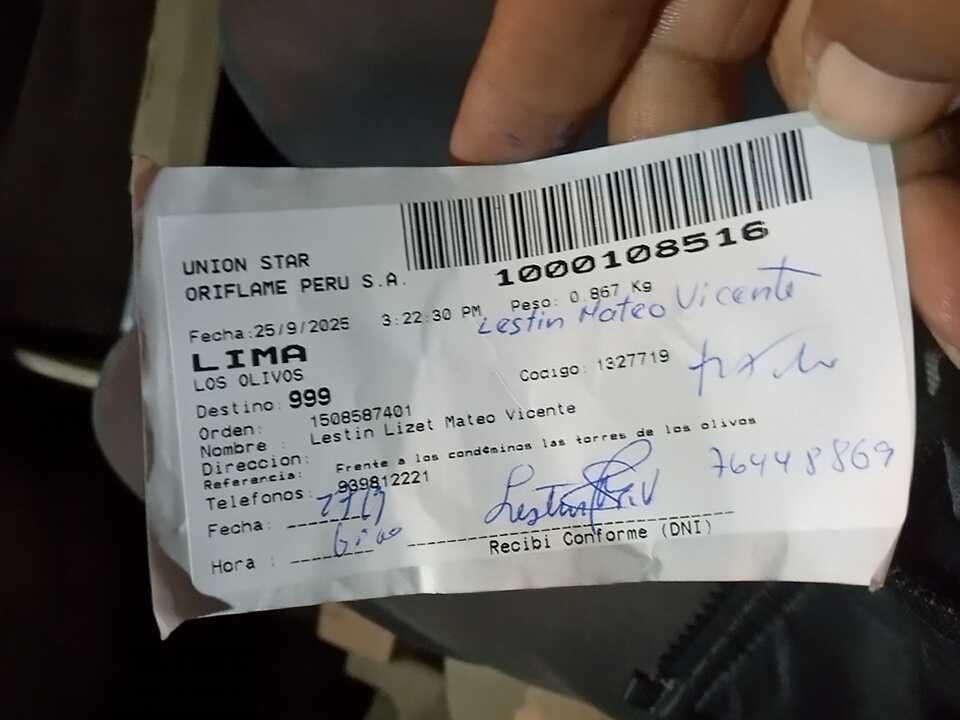 UNION STAR
ORIFLAME PERU S.A.
1000108516
Fecha:25/9/2025 3:22:30 PM Peso: 0.867 Kg
Lestin Mateo Vicente
LIMA
LOS OLIVOS
Codigo: 1327719
Destino: 999
Orden: 1508587401
Nombre : Lestin Lizet Mateo Vicente
Direccion:
Referencia: Frente a los condéminos las torres de los olivos
Telefonos: 939812221
76448869
Fecha:
Hora :
Recibi Conforme (DNI)